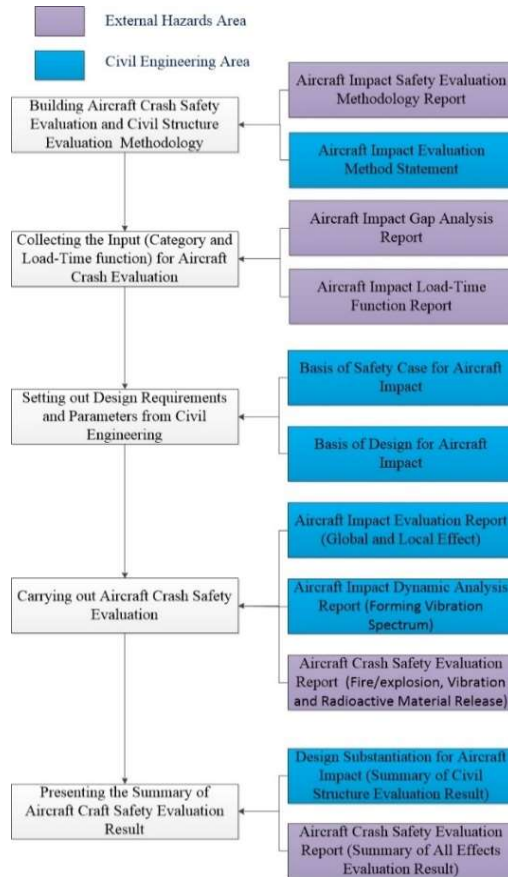 External Hazards Area
Civil Engineering Area
Building Aircraft Crash Safety
Evaluation and Civil Structure
Evaluation Methodology
Aircraft Impact Safety Evaluation
Methodology Report
Aircraft Impact Evaluation
Method Statement
Collecting the Input (Category and
Load-Time function) for Aircraft
Crash Evaluation
Aircraft Impact Gap Analysis
Report
Aircraft Impact Load-Time
Function Report
Setting out Design Requirements
and Parameters from Civil
Engineering
Basis of Safety Case for Aircraft
Impact
Basis of Design for Aircraft
Impact
Carrying out Aircraft Crash Safety
Evaluation
Aircraft Impact Evaluation Report
(Global and Local Effect)
Aircraft Impact Dynamic Analysis
Report (Forming Vibration
Spectrum)
Aircraft Crash Safety Evaluation
Report (Fire/explosion, Vibration
and Radioactive Material Release)
Presenting the Summary of
Aircraft Craft Safety Evaluation
Result
Design Substantiation for Aircraft
Impact (Summary of Civil
Structure Evaluation Result)
Aircraft Crash Safety Evaluation
Report (Summary of All Effects
Evaluation Result)